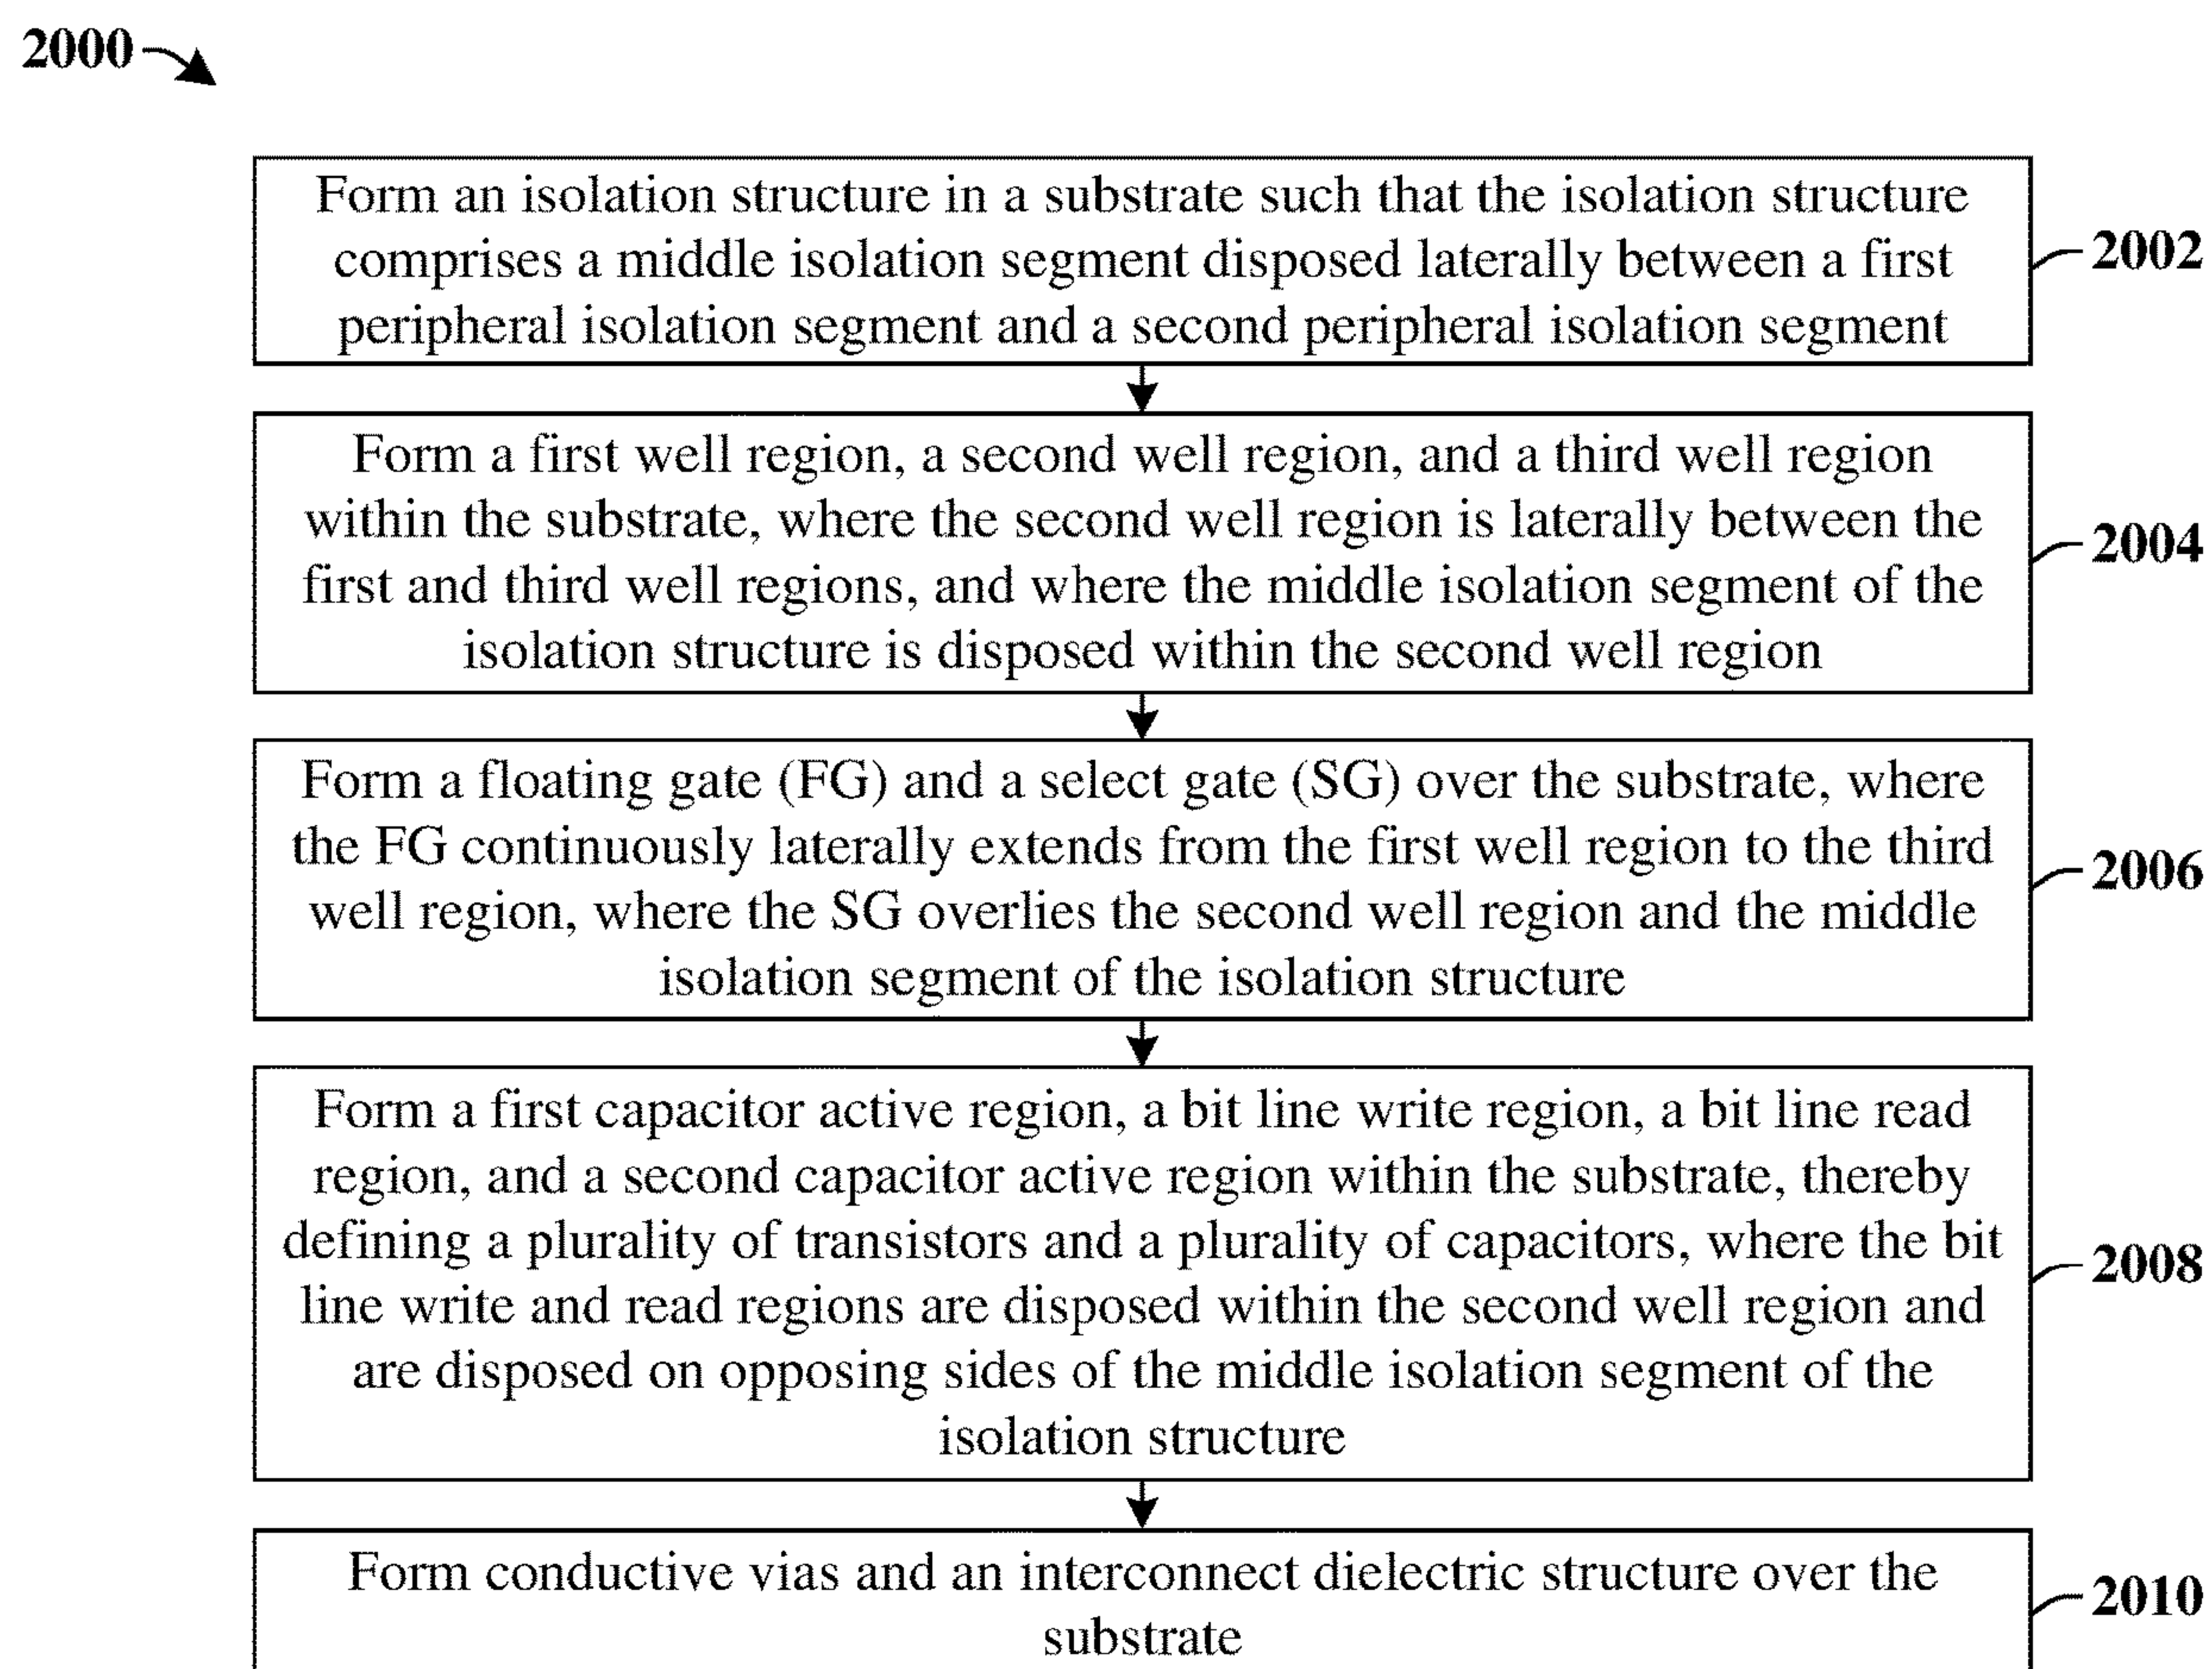 2000
Form an isolation structure in a substrate such that the isolation structure
comprises a middle isolation segment disposed laterally between a first
peripheral isolation segment and a second peripheral isolation segment
2002
Form a first well region, a second well region, and a third well region
within the substrate, where the second well region is laterally between the
first and third well regions, and where the middle isolation segment of the
isolation structure is disposed within the second well region
2004
Form a floating gate (FG) and a select gate (SG) over the substrate, where
the FG continuously laterally extends from the first well region to the third
well region, where the SG overlies the second well region and the middle
isolation segment of the isolation structure
2006
Form a first capacitor active region, a bit line write region, a bit line read
region, and a second capacitor active region within the substrate, thereby
defining a plurality of transistors and a plurality of capacitors, where the bit
line write and read regions are disposed within the second well region and
are disposed on opposing sides of the middle isolation segment of the
isolation structure
2008
Form conductive vias and an interconnect dielectric structure over the
substrate
2010